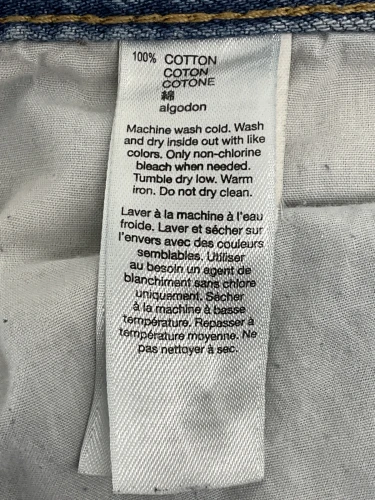 100% COTTON
COTON
COTONE
綿
algodon
Machine wash cold. Wash
and dry inside out with like
colors. Only non-chlorine
bleach when needed.
Tumble dry low. Warm
iron. Do not dry clean.
Laver à la machine à l'eau
froide. Laver et sécher sur
l'envers avec des couleurs
semblables. Utiliser
au besoin un agent de
blanchiment sans chlore
uniquement. Sécher
à la machine à basse
température. Repasser à
température moyenne. Ne
pas nettoyer à sec.